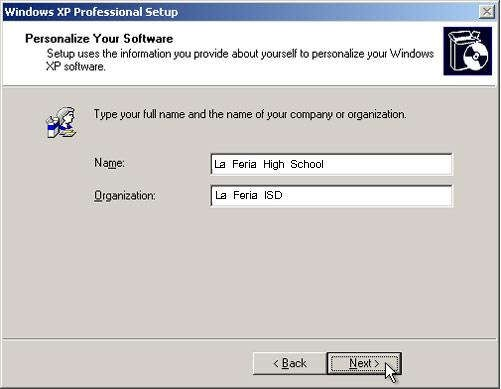 Windows XP Professional Setup
Personalize Your Software
Setup uses the information you provide about yourself to personalize your Windows
XP software.
Type your full name and the name of your company or organization.
Name:
La Feria High School
Organization:
La Feria ISD
< Back
Next >